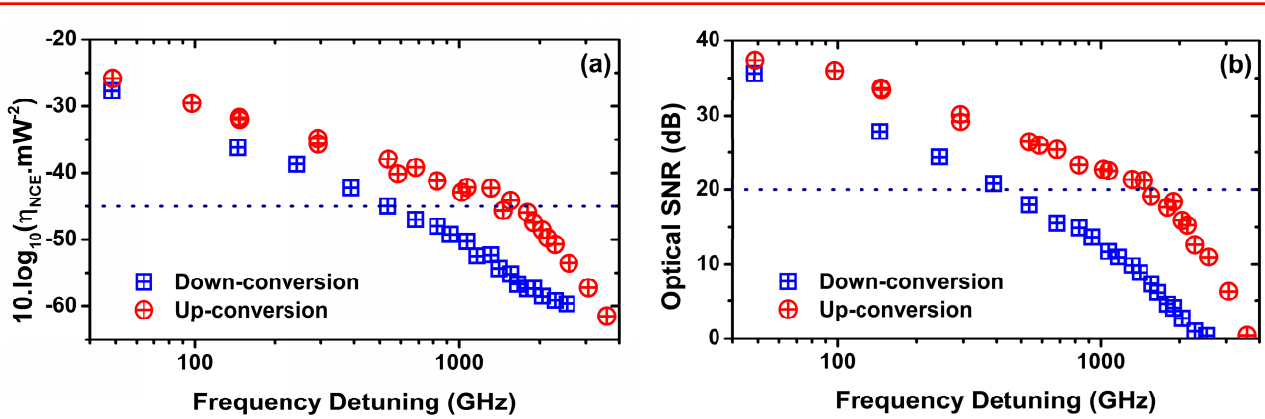 -20
-30
-40
-50
-60
10.log10(ηNCE.mW-2)
(a)
Down-conversion
Up-conversion
100
1000
Frequency Detuning (GHz)
40
30
20
10
0
Optical SNR (dB)
(b)
Down-conversion
Up-conversion
100
1000
Frequency Detuning (GHz)